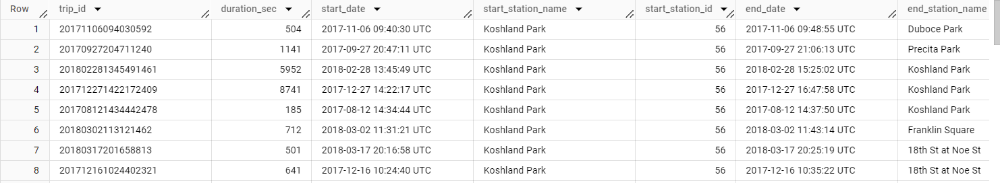 Row trip_id duration_sec start_date start_station_name start_station_id end_date end_station_name
1 20171106094030592 504 2017-11-06 09:40:30 UTC Koshland Park 56 2017-11-06 09:48:55 UTC Duboce Park
2 20170927204711240 1141 2017-09-27 20:47:11 UTC Koshland Park 56 2017-09-27 21:06:13 UTC Precita Park
3 201802281345491461 5952 2018-02-28 13:45:49 UTC Koshland Park 56 2018-02-28 15:25:02 UTC Koshland Park
4 201712271422172409 8741 2017-12-27 14:22:17 UTC Koshland Park 56 2017-12-27 16:47:58 UTC Koshland Park
5 201708121434442478 185 2017-08-12 14:34:44 UTC Koshland Park 56 2017-08-12 14:37:50 UTC Koshland Park
6 20180302113121462 712 2018-03-02 11:31:21 UTC Koshland Park 56 2018-03-02 11:43:14 UTC Franklin Square
7 20180317201658813 501 2018-03-17 20:16:58 UTC Koshland Park 56 2018-03-17 20:25:19 UTC 18th St at Noe St
8 201712161024402321 641 2017-12-16 10:24:40 UTC Koshland Park 56 2017-12-16 10:35:22 UTC 18th St at Noe St